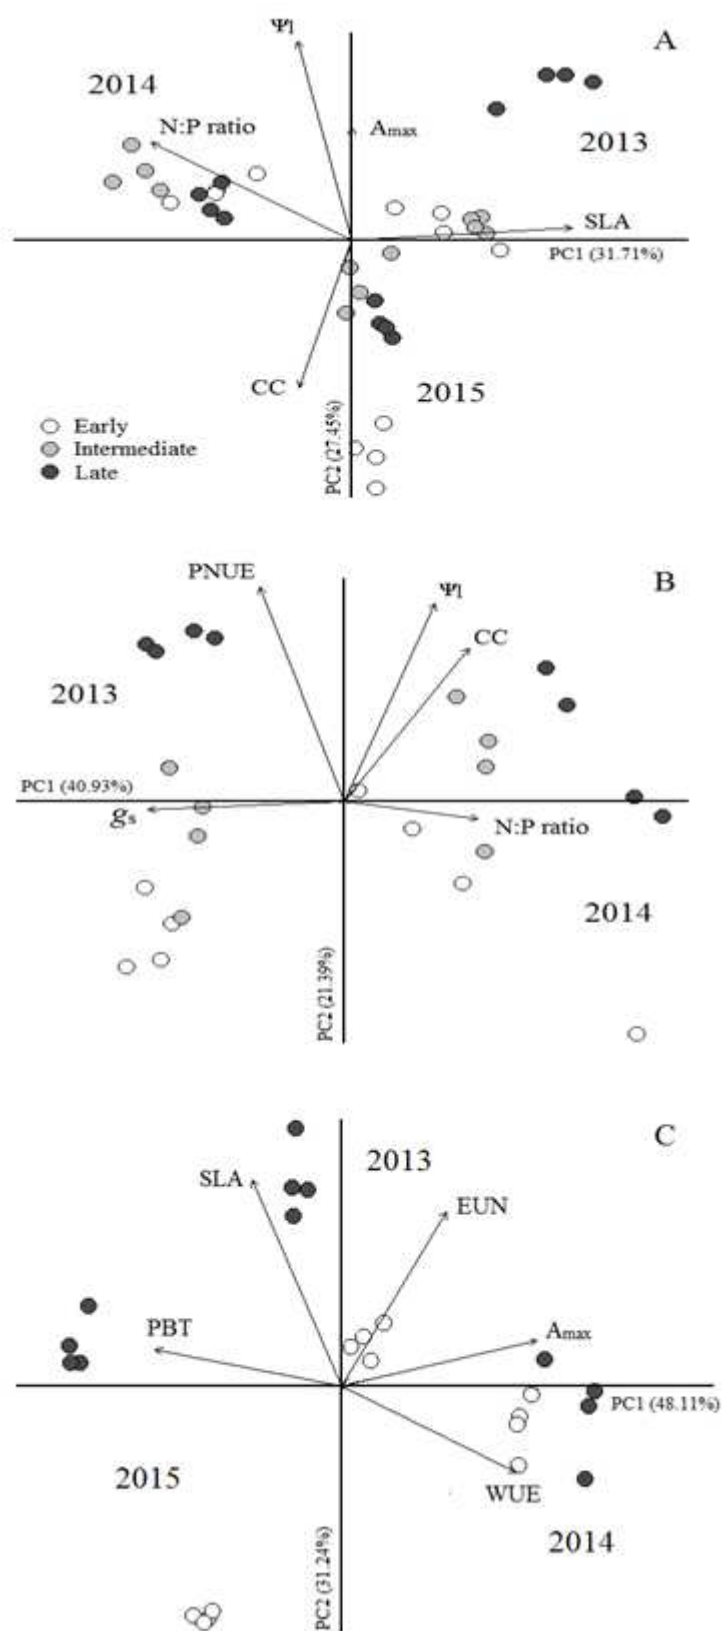 Ψl
A
2014
N:P ratio
Amax
2013
SLA
PC1 (31.71%)
CC
2015
Early
Intermediate
Late
PC2 (27.45%)
PNUE
B
Ψl
CC
2013
PC1 (40.93%)
gs
N:P ratio
2014
PC2 (21.39%)
C
2013
SLA
EUN
PBT
Amax
PC1 (48.11%)
2015
WUE
2014
PC2 (31.24%)